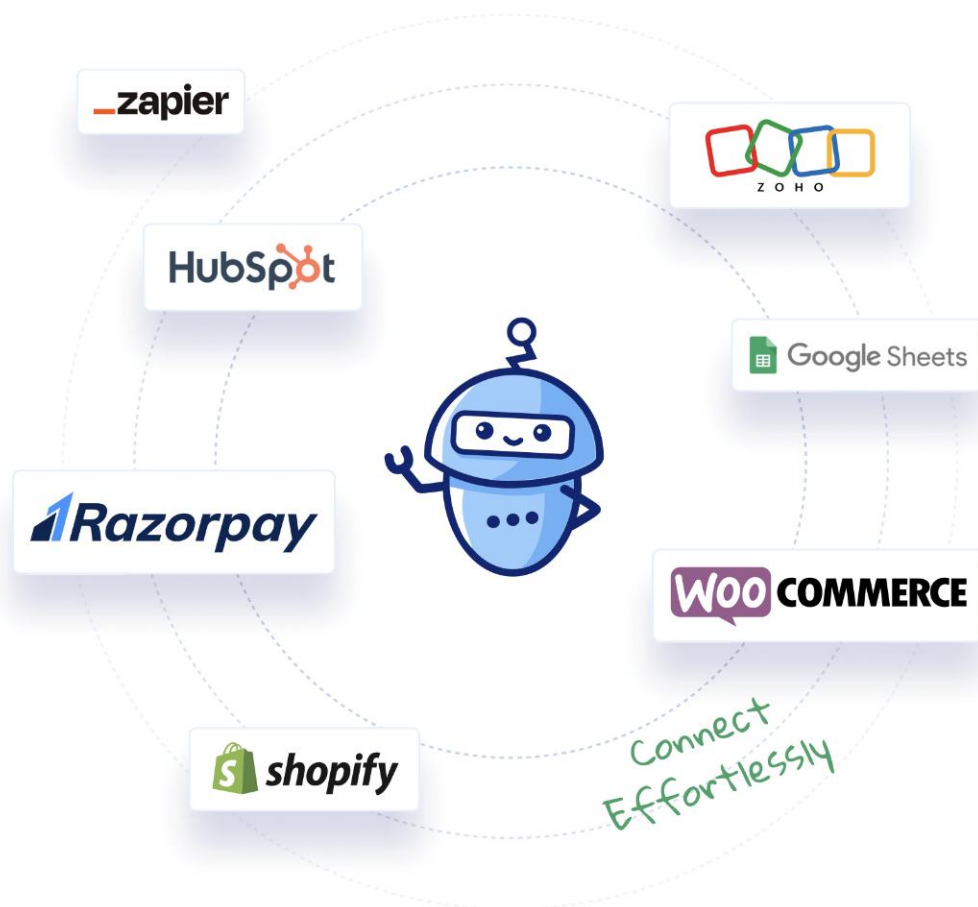 zapier
ZOHO
HubSpot
Google Sheets
Razorpay
WOO COMMERCE
Connect
Effortlessly
S shopify